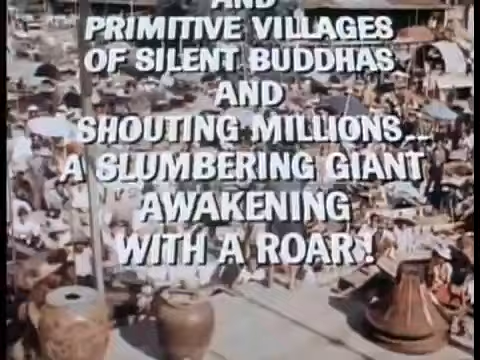 AND
PRIMITIVE VILLAGES
OF SILENT BUDDHAS
AND
SHOUTING MILLIONS...
A SLUMBERING GIANT
AWAKENING
WITH A ROAR!